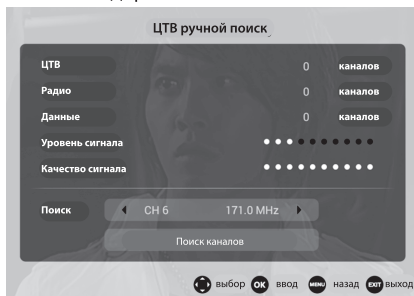 ЦТВ ручной поиск
ЦТВ 0 каналов
Радио 0 каналов
Данные 0 каналов
Уровень сигнала
Качество сигнала
Поиск CH 6 171.0 MHz
Поиск каналов
выбор OK ввод MENU назад EXIT выход